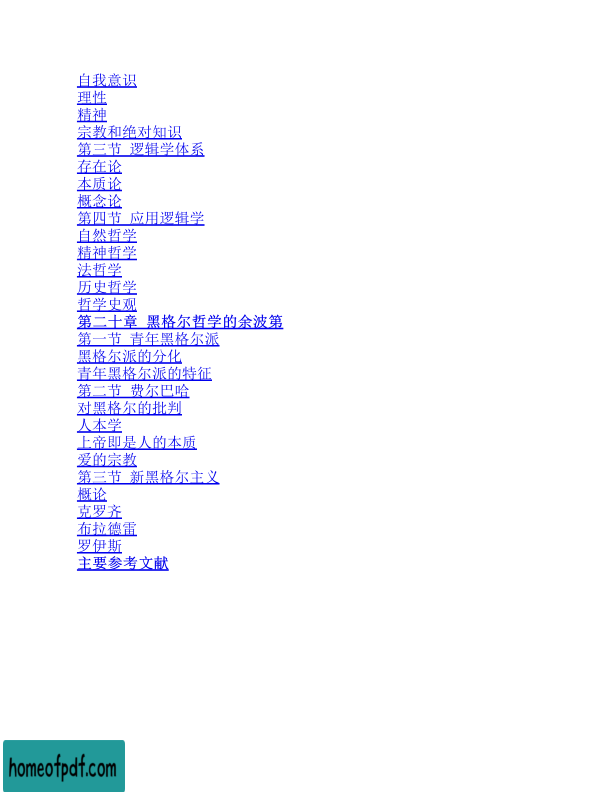 自我意识
理性
精神
宗教和绝对知识
第三节 逻辑学体系
存在论
本质论
概念论
第四节 应用逻辑学
自然哲学
精神哲学
法哲学
历史哲学
哲学史观
第二十章 黑格尔哲学的余波第
第一节 青年黑格尔派
黑格尔派的分化
青年黑格尔派的特征
第二节 费尔巴哈
对黑格尔的批判
人本学
上帝即是人的本质
爱的宗教
第三节 新黑格尔主义
概论
克罗齐
布拉德雷
罗伊斯
主要参考文献
homeofpdf.com